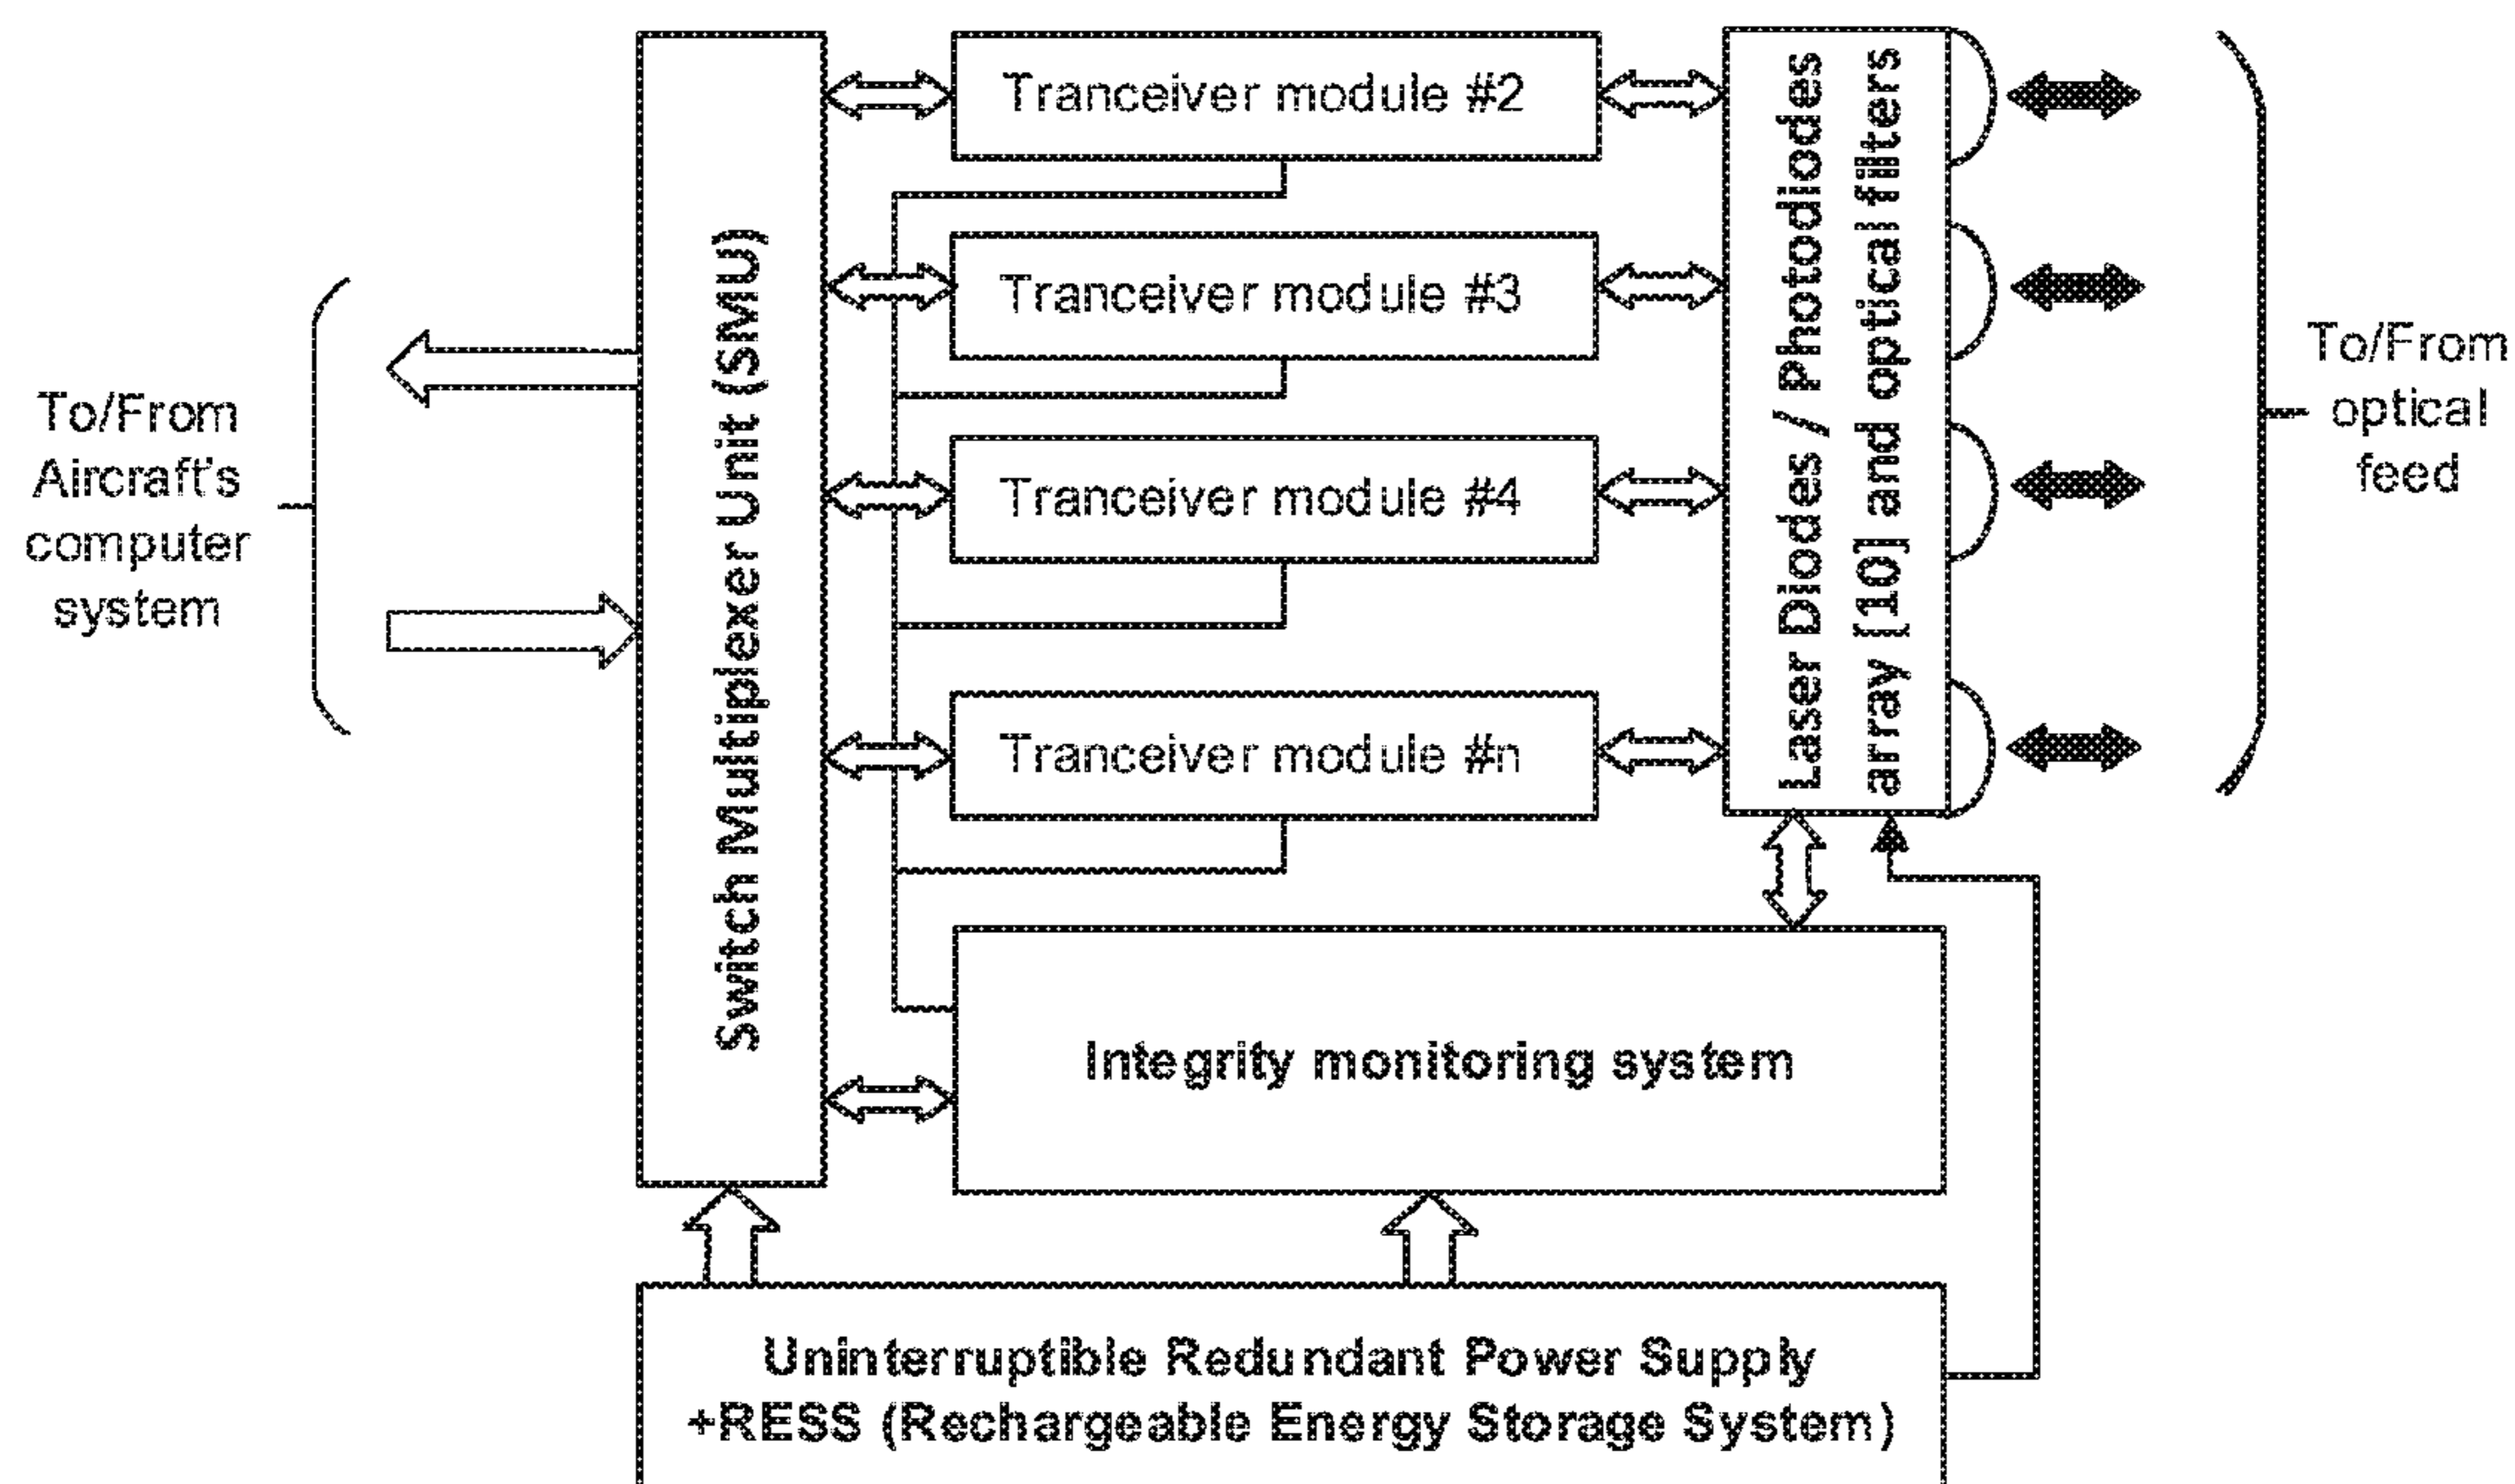 To/From
Aircraft's
computer
system
Switch Multiplexer Unit (SMU)
Tranceiver module #2
Tranceiver module #3
Tranceiver module #4
Tranceiver module #n
Laser Diodes / Photodiodes
array [10] and optical filters
To/From
optical
feed
Integrity monitoring system
Uninterruptible Redundant Power Supply
+RESS (Rechargeable Energy Storage System)